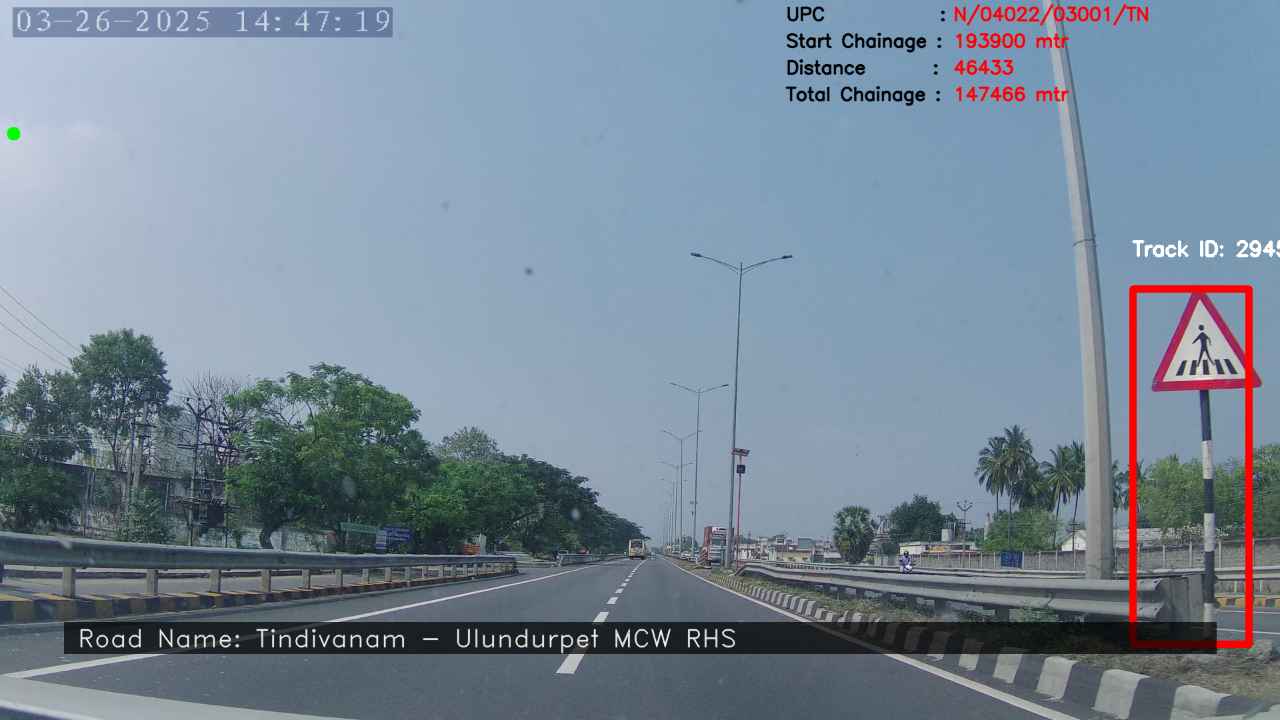 03-26-2025 14:47:19
UPC : N/04022/03001/TN
Start Chainage : 193900 mtr
Distance : 46433
Total Chainage : 147466 mtr
Track ID: 2945
Road Name: Tindivanam - Ulundurpet MCW RHS